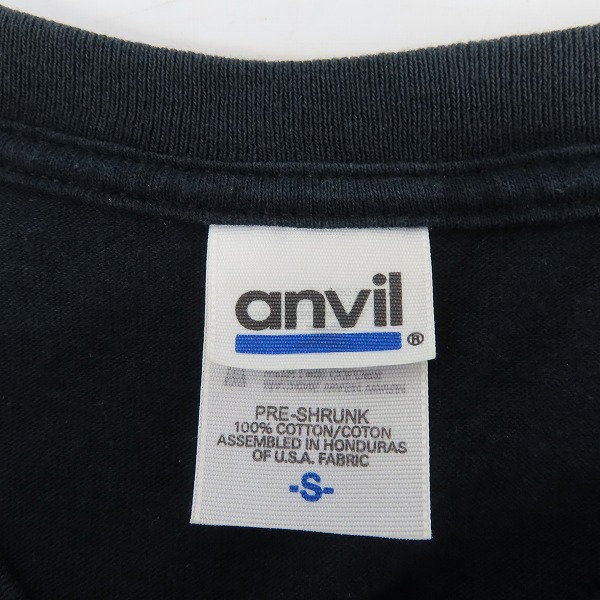 anvil
®
PRE-SHRUNK
100% COTTON/COTON
ASSEMBLED IN HONDURAS
OF U.S.A. FABRIC
-S-